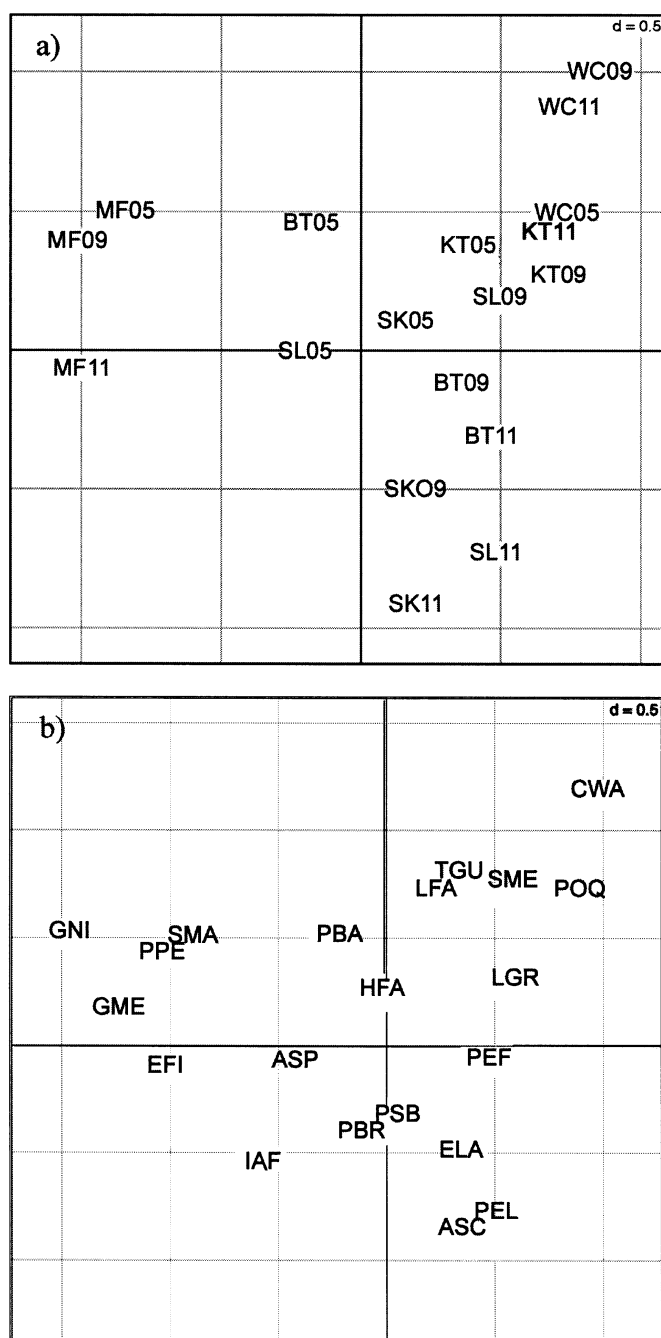 a)
d = 0.5
WC09
WC11
MF05
BT05
WC05
MF09
KT05
KT11
KT09
SL09
SK05
SL05
MF11
BT09
BT11
SKO9
SL11
SK11
b)
d = 0.5
CWA
TGU
SME
LFA
POQ
GNI
SMA
PBA
PPE
HFA
LGR
GME
EFI
ASP
PEF
PSB
PBR
ELA
IAF
PEL
ASC